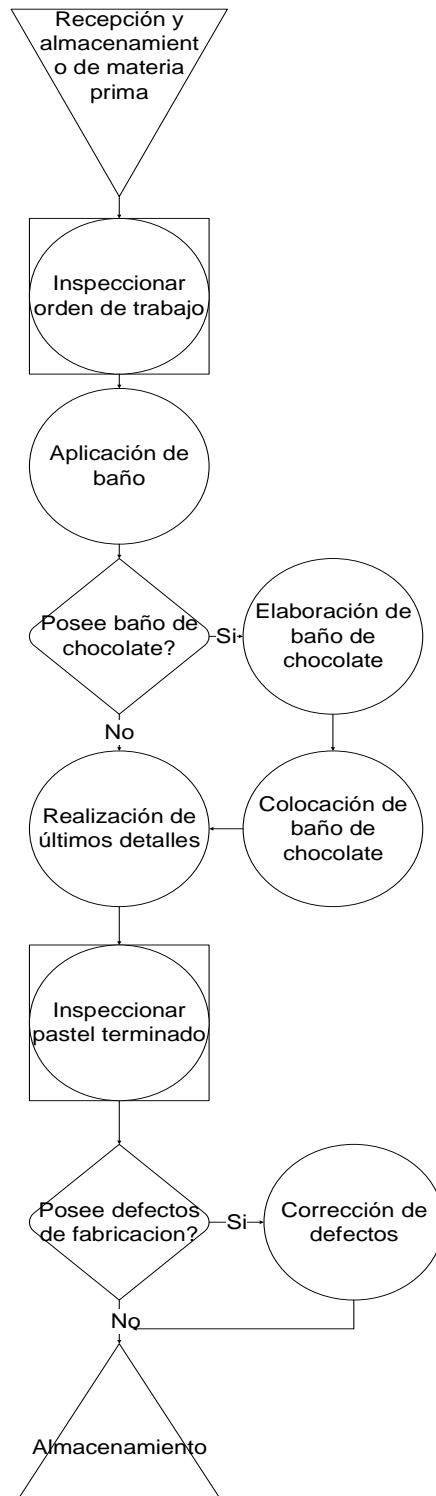 Recepción y
almacenamient
o de materia
prima
Inspeccionar
orden de trabajo
Aplicación de
baño
Posee baño de
chocolate?
Si
Elaboración de
baño de
chocolate
No
Realización de
últimos detalles
Colocación de
baño de
chocolate
Inspeccionar
pastel terminado
Posee defectos
de fabricacion?
Si
Corrección de
defectos
No
Almacenamiento